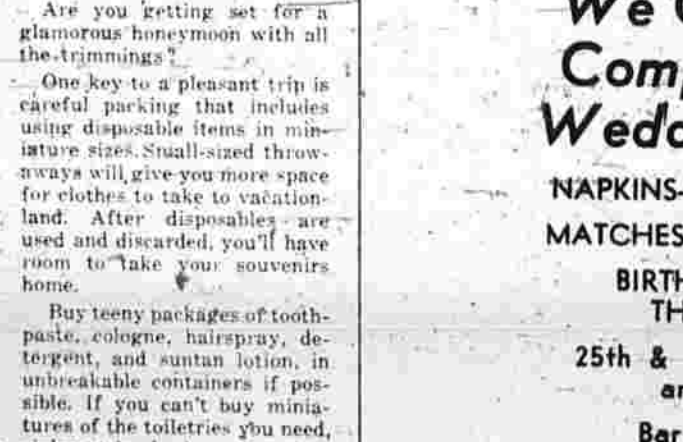 Are you getting set for a
glamorous honeymoon with all
the trimmings?
One key to a pleasant trip is
careful packing that includes
using disposable items in min-
iature sizes. Small-sized throw-
aways will give you more space
for clothes to take to vacation-
land. After disposables are
used and discarded, you'll have
room to take your souvenirs
home.
Buy teeny packages of tooth-
paste, cologne, hairspray, de-
tergent, and suntan lotion, in
unbreakable containers if pos-
sible. If you can't buy minia-
tures of the toiletries you need,
We
Com
Wedd
NAPKINS-
MATCHES
BIRTH
TH
25th &
an
Bar